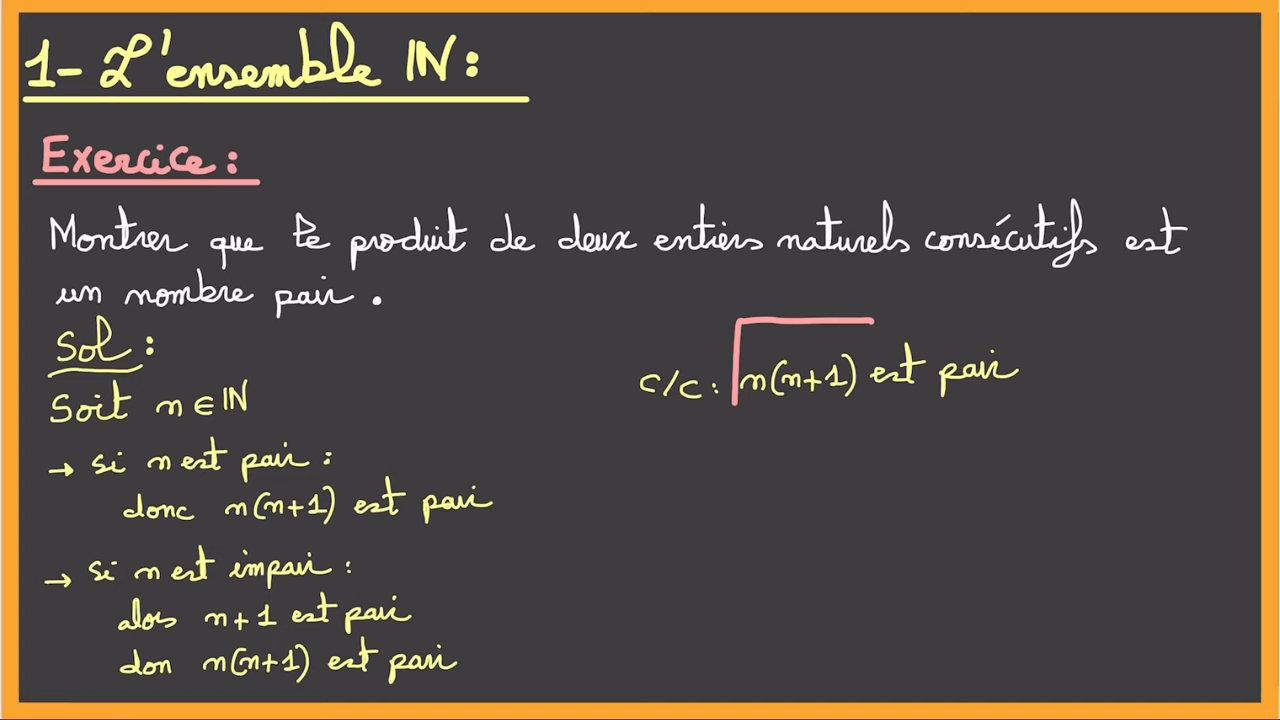 1- L'ensemble IN :
Exercice :
Montrer que le produit de deux entiers naturels consécutifs est
un nombre pair .
Sol :
Soit n ∈ IN
→ si n est pair :
donc n(n+1) est pair
→ si n est impair :
alors n+1 est pair
don n(n+1) est pair
C/C : n(n+1) est pair